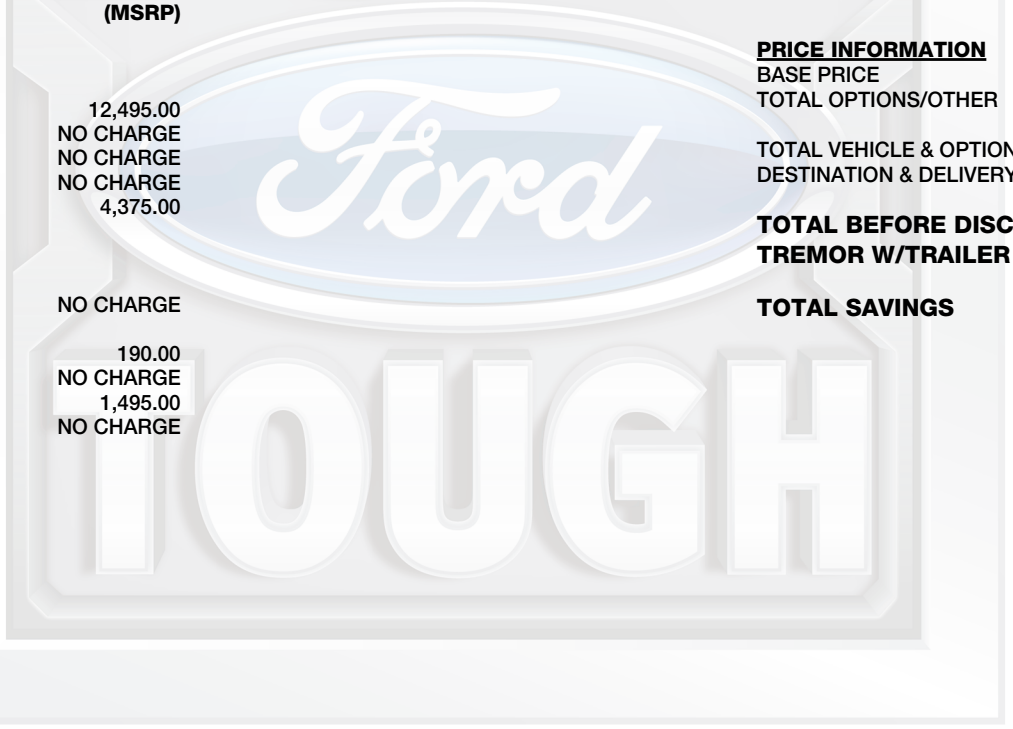 (MSRP)
12,495.00
NO CHARGE
NO CHARGE
NO CHARGE
4,375.00
NO CHARGE
190.00
NO CHARGE
1,495.00
NO CHARGE
PRICE INFORMATION
BASE PRICE
TOTAL OPTIONS/OTHER
TOTAL VEHICLE & OPTION
DESTINATION & DELIVERY
TOTAL BEFORE DISC
TREMOR W/TRAILER
TOTAL SAVINGS
Ford
TOUGH